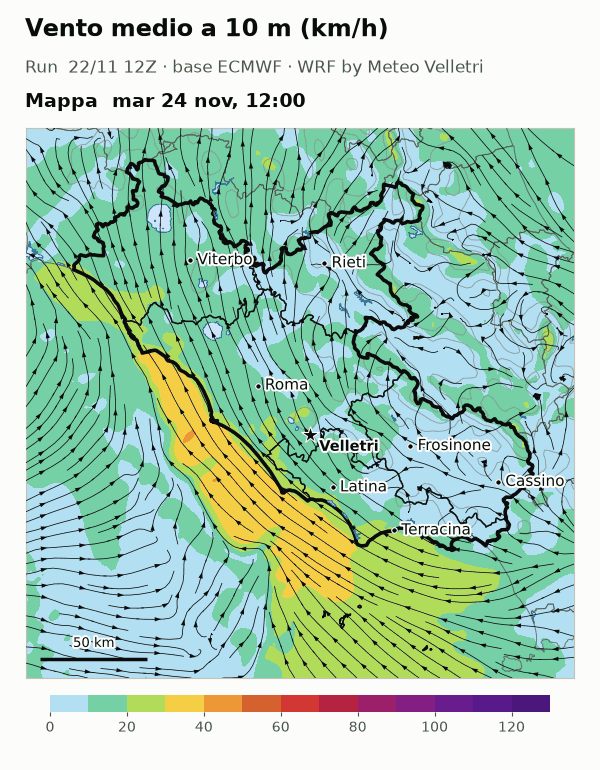 Vento medio a 10 m (km/h)
Run 22/11 12Z · base ECMWF · WRF by Meteo Velletri
Mappa mar 24 nov, 12:00
Viterbo
Rieti
Roma
Velletri
Frosinone
Cassino
Latina
Terracina
50 km
0 20 40 60 80 100 120